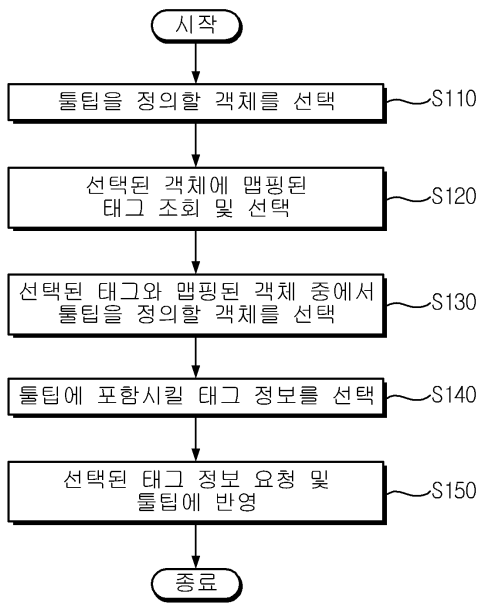 시작
툴팁을 정의할 객체를 선택
S110
선택된 객체에 맵핑된
태그 조회 및 선택
S120
선택된 태그와 맵핑된 객체 중에서
툴팁을 정의할 객체를 선택
S130
툴팁에 포함시킬 태그 정보를 선택
S140
선택된 태그 정보 요청 및
툴팁에 반영
S150
종료